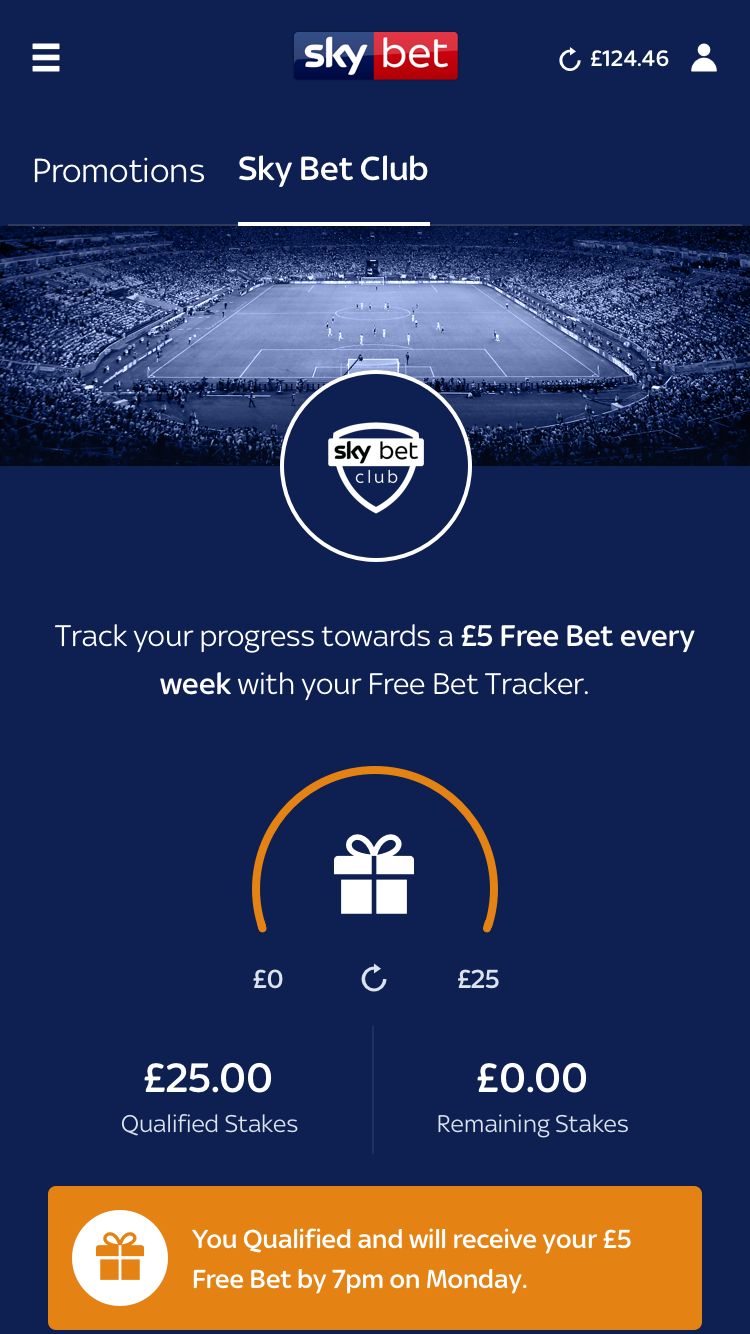 sky bet
£124.46
Promotions
Sky Bet Club
sky bet
club
Track your progress towards a £5 Free Bet every
week with your Free Bet Tracker.
£0
£25
£25.00
£0.00
Qualified Stakes
Remaining Stakes
You Qualified and will receive your £5
Free Bet by 7pm on Monday.